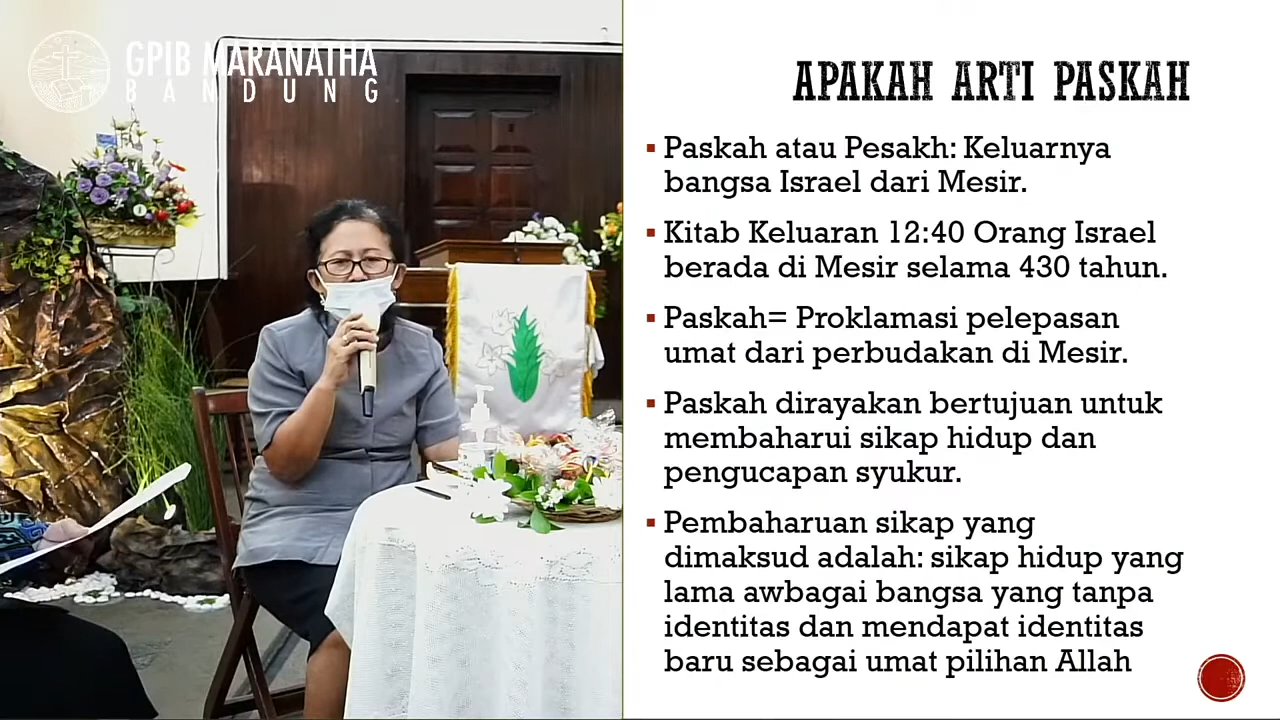 GPIB MARANATHA
BANDUNG
APAKAH ARTI PASKAH
Paskah atau Pesakh: Keluarnya
bangsa Israel dari Mesir.
Kitab Keluaran 12:40 Orang Israel
berada di Mesir selama 430 tahun.
Paskah= Proklamasi pelepasan
umat dari perbudakan di Mesir.
Paskah dirayakan bertujuan untuk
membaharui sikap hidup dan
pengucapan syukur.
Pembaharuan sikap yang
dimaksud adalah: sikap hidup yang
lama awbagai bangsa yang tanpa
identitas dan mendapat identitas
baru sebagai umat pilihan Allah